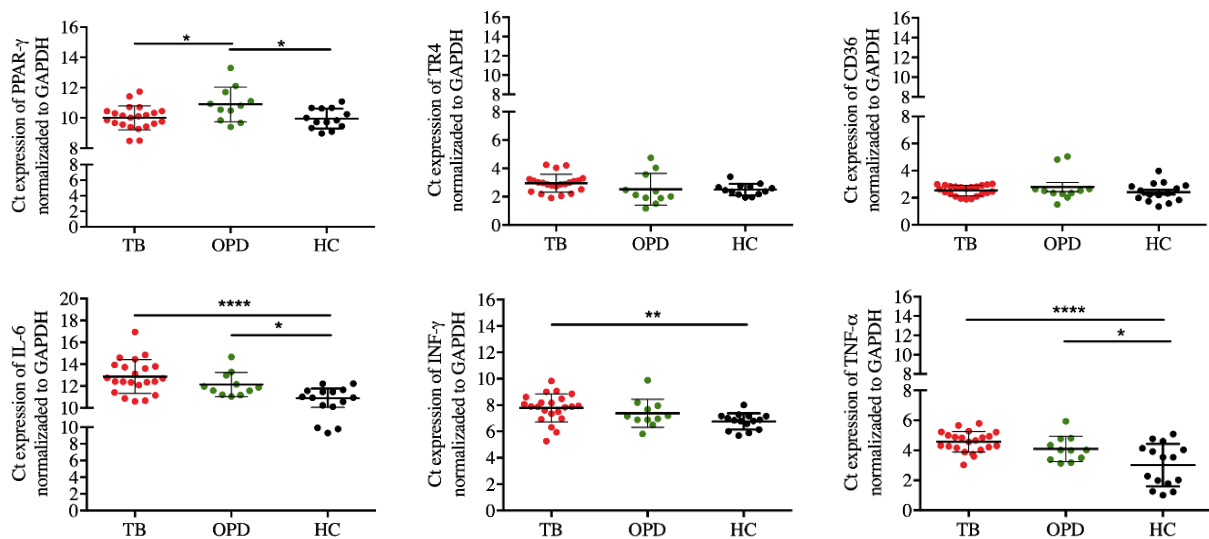 Ct expression of PPAR-γ
normalizaded to GAPDH
16
14
12
10
8
8
6
4
2
0
*
*
TB
OPD
HC
Ct expression of TR4
normalizaded to GAPDH
16
14
12
10
8
8
6
4
2
0
TB
OPD
HC
Ct expression of CD36
normalizaded to GAPDH
16
14
12
10
8
8
6
4
2
0
TB
OPD
HC
Ct expression of IL-6
normalizaded to GAPDH
20
18
16
14
12
10
10
8
6
4
2
0
****
*
TB
OPD
HC
Ct expression of INF-γ
normalizaded to GAPDH
16
14
12
10
8
6
4
2
0
**
TB
OPD
HC
Ct expression of TNF-α
normalizaded to GAPDH
16
14
12
10
8
8
6
4
2
0
****
*
TB
OPD
HC